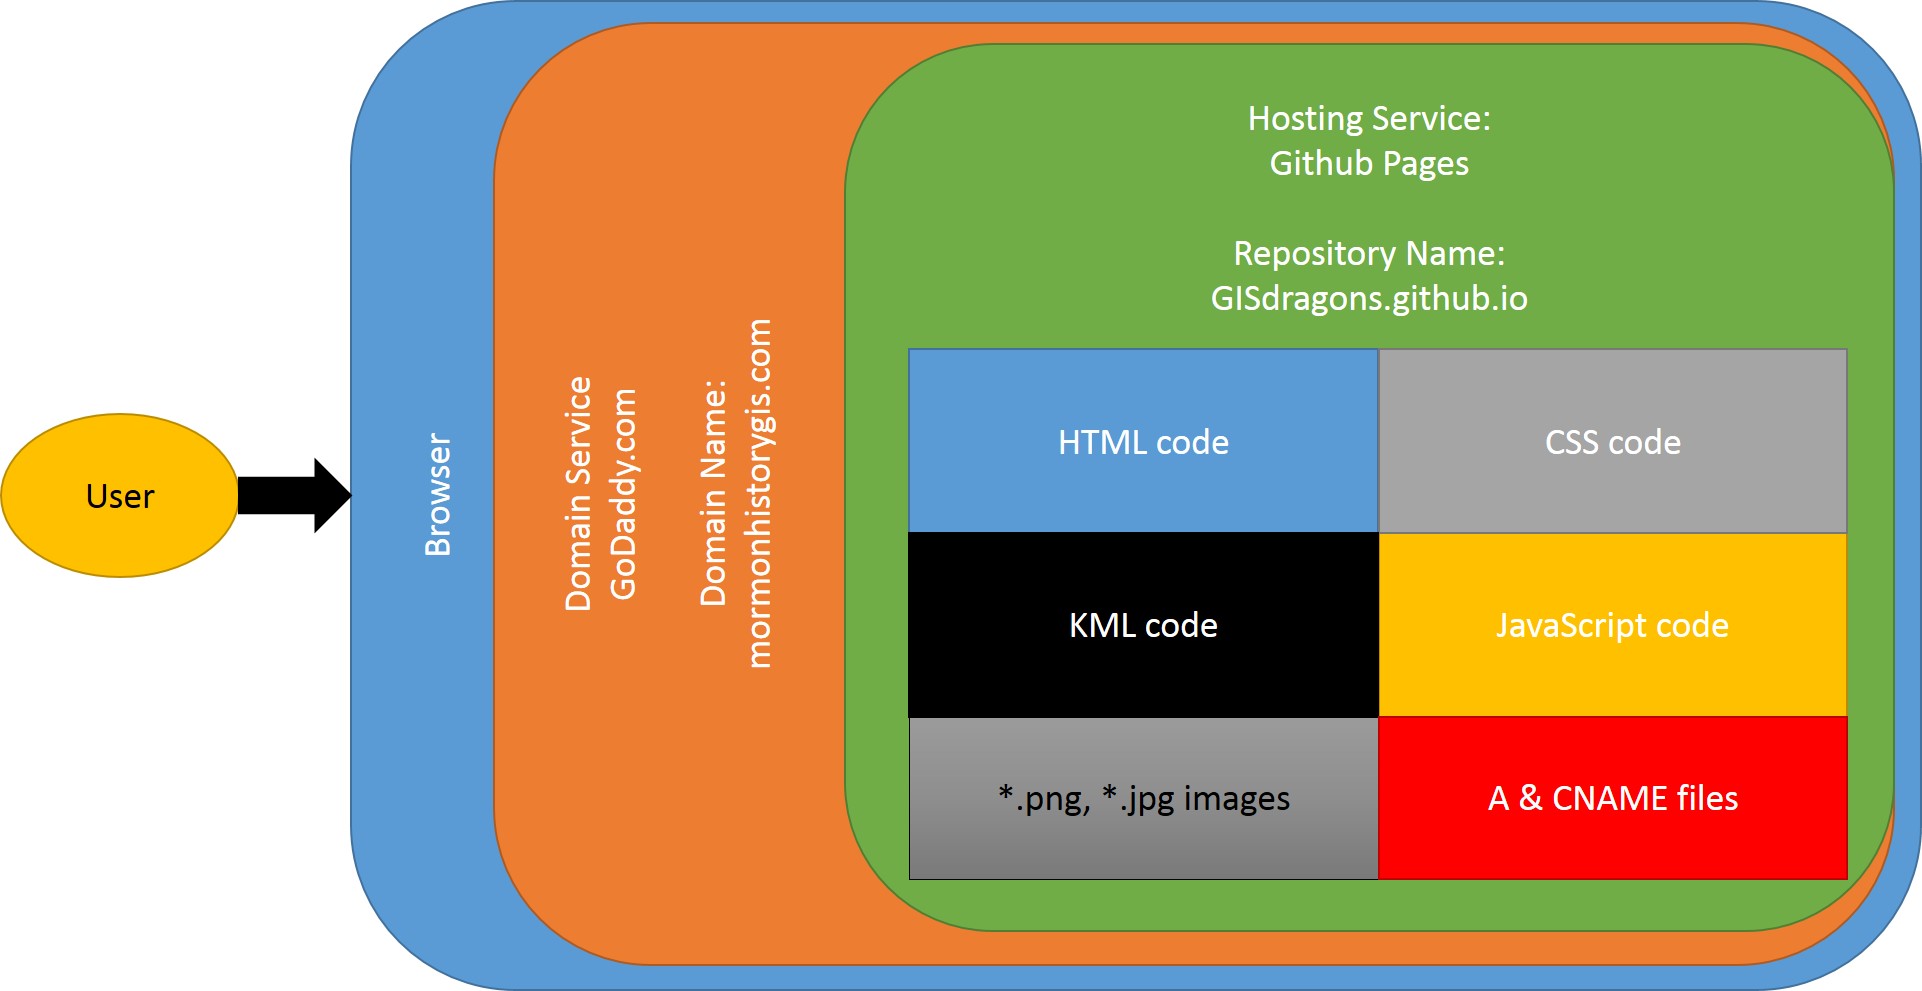 User
Browser
Domain Service
GoDaddy.com
Domain Name:
mormonhistorygis.com
Hosting Service:
Github Pages
Repository Name:
GISdragons.github.io
HTML code
CSS code
KML code
JavaScript code
*.png, *.jpg images
A & CNAME files